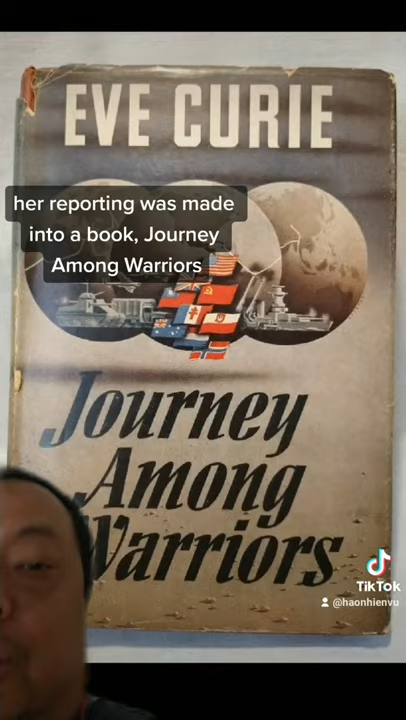 EVE CURIE
her reporting was made
into a book, Journey
Among Warriors
Journey
Among
Warriors
TikTok
@haonhienvu